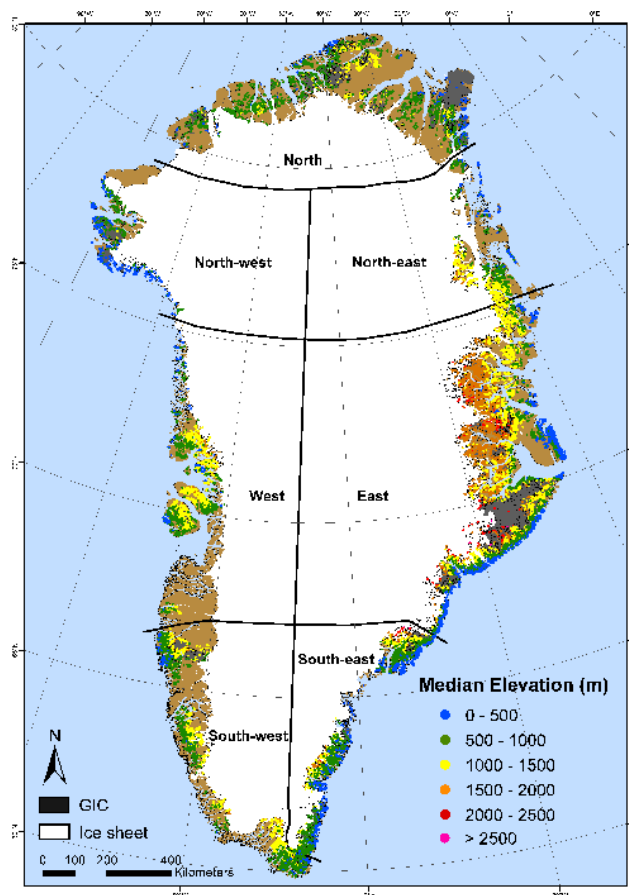 North
North-west
North-east
West
East
South-east
South-west
Median Elevation (m)
0 - 500
500 - 1000
1000 - 1500
1500 - 2000
2000 - 2500
> 2500
N
GIC
Ice sheet
0 100 200 400
Kilometers